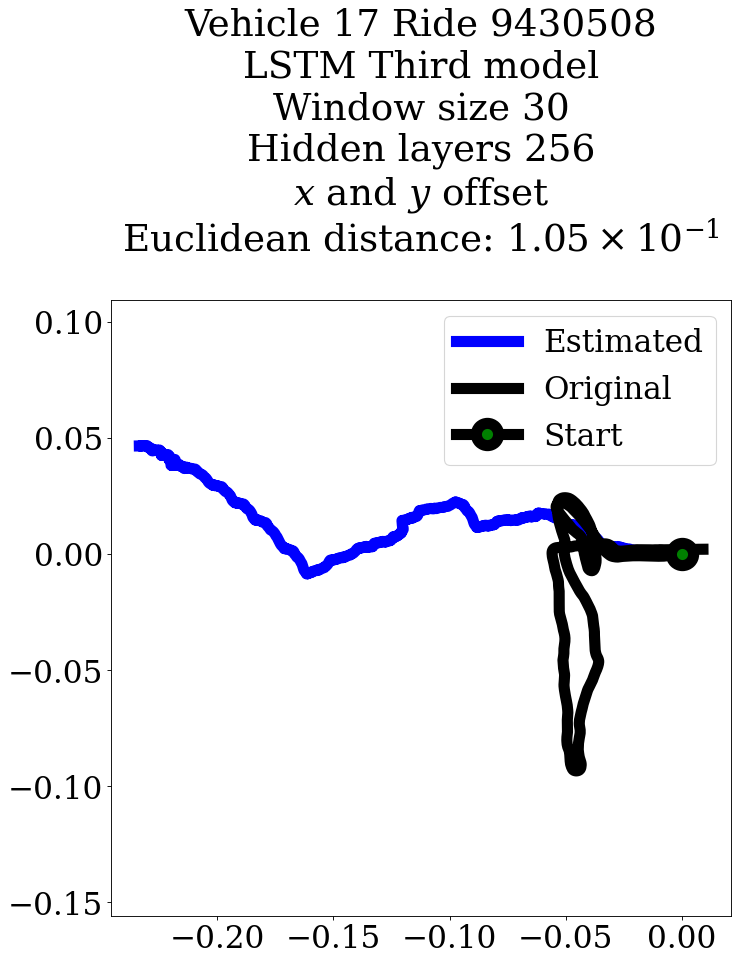 Vehicle 17 Ride 9430508
LSTM Third model
Window size 30
Hidden layers 256
x and y offset
Euclidean distance: 1.05 × 10⁻¹
Estimated
Original
Start
0.10
0.05
0.00
−0.05
−0.10
−0.15
−0.20 −0.15 −0.10 −0.05 0.00